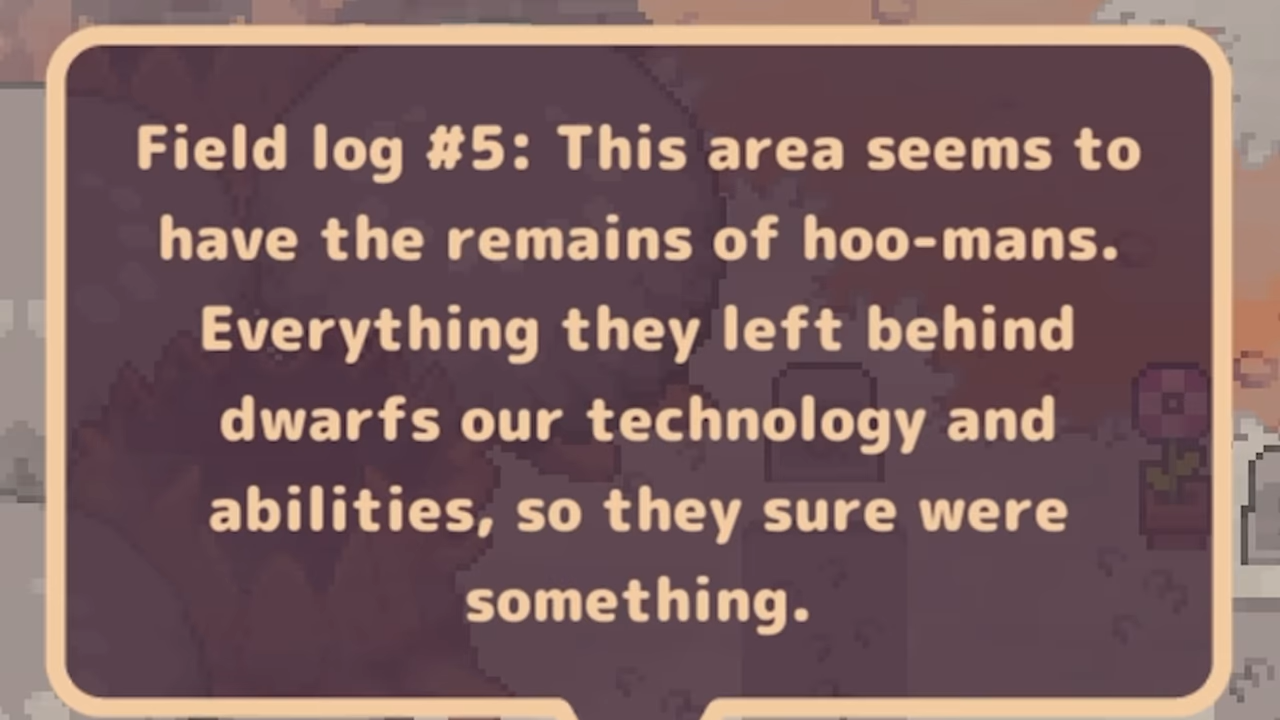 Field log #5: This area seems to
have the remains of hoo-mans.
Everything they left behind
dwarfs our technology and
abilities, so they sure were
something.